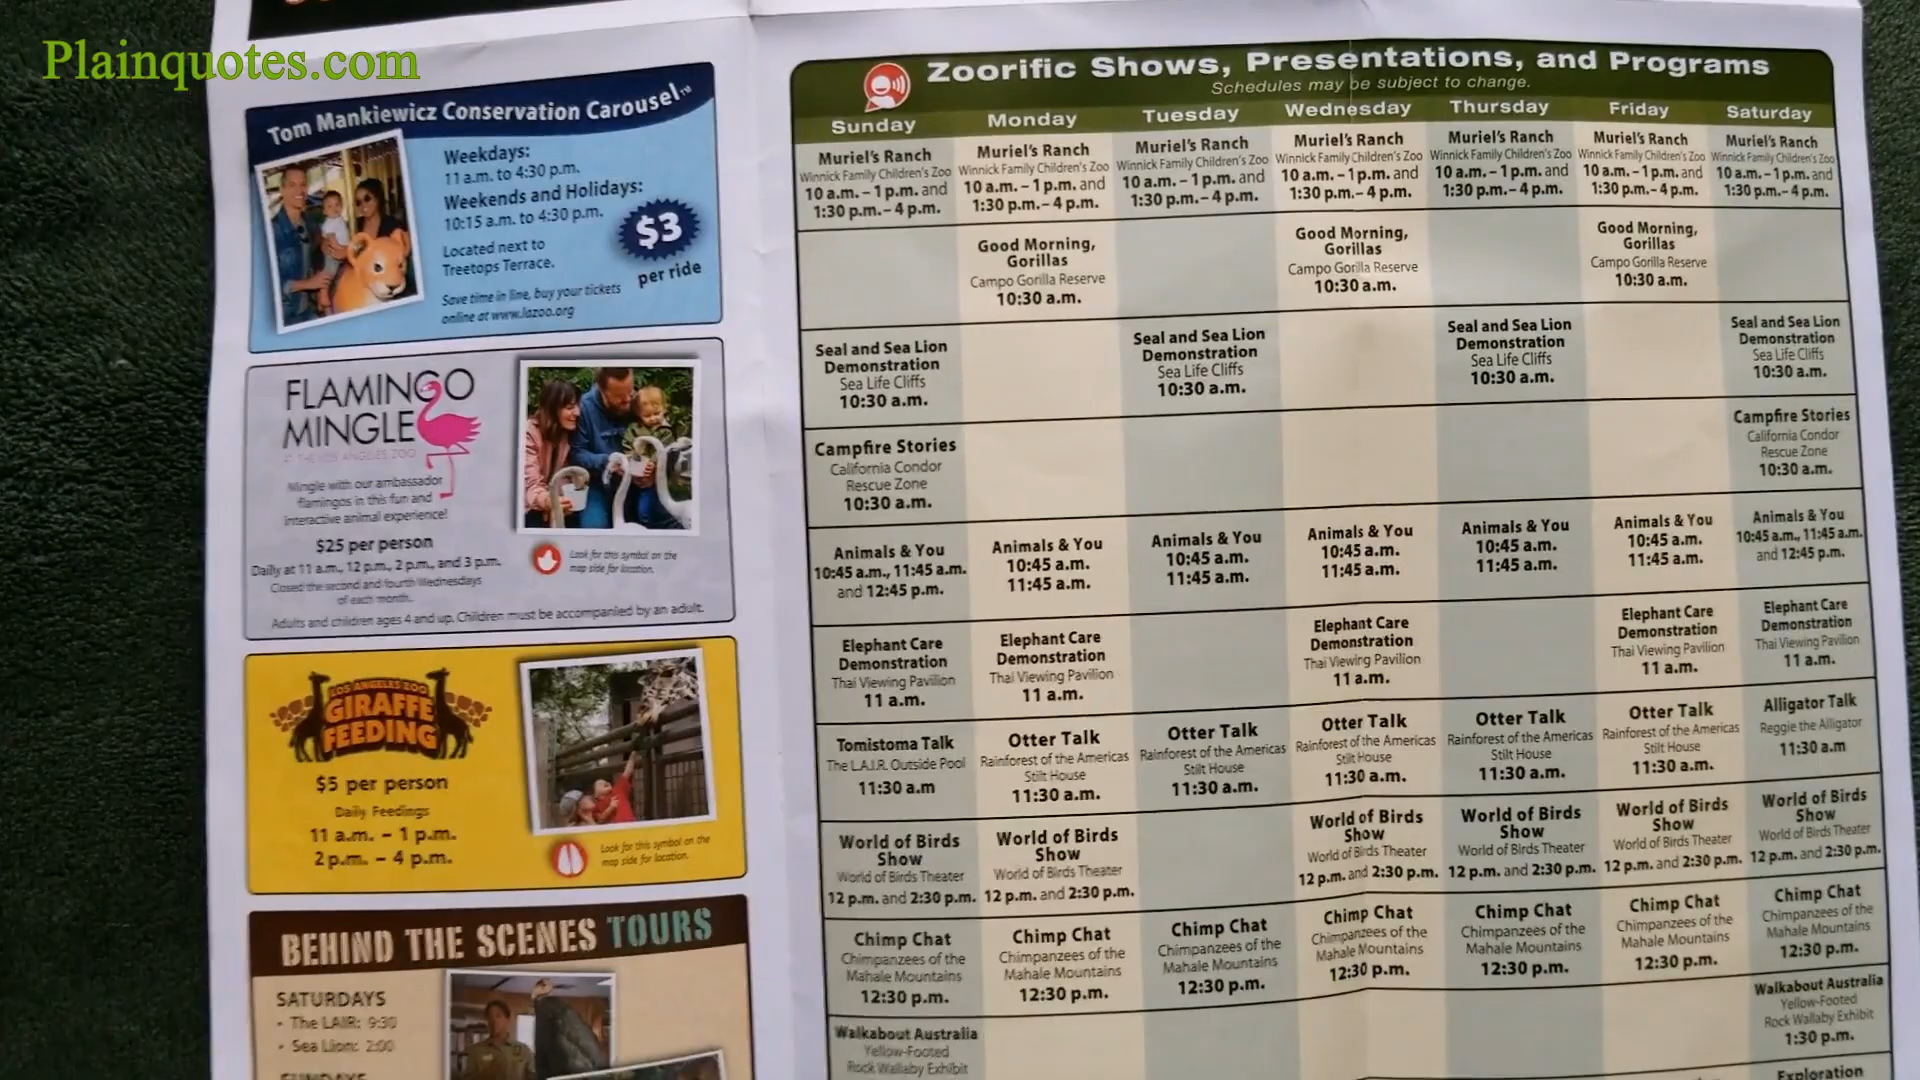 Plainquotes.com
Tom Mankiewicz Conservation Carousel™
Weekdays:
11 a.m. to 4:30 p.m.
Weekends and Holidays:
10:15 a.m. to 4:30 p.m.
$3
per ride
Located next to
Treetops Terrace.
Save time in line, buy your tickets
online at www.lazoo.org
FLAMINGO
MINGLE
AT THE LOS ANGELES ZOO
Mingle with our ambassador
flamingos in this fun and
interactive animal experience!
$25 per person
Daily at 11 a.m., 12 p.m., 2 p.m., and 3 p.m.
Closed the second and fourth Wednesdays
of each month.
Look for this symbol on the
map side for location.
Adults and children ages 4 and up. Children must be accompanied by an adult.
LOS ANGELES ZOO
GIRAFFE
FEEDING
$5 per person
Daily Feedings
11 a.m. – 1 p.m.
2 p.m. – 4 p.m.
Look for this symbol on the
map side for location.
BEHIND THE SCENES TOURS
SATURDAYS
• The LAIR: 9:30
• Sea Lion: 2:00
SUNDAYS
Zoorific Shows, Presentations, and Programs
Schedules may be subject to change.
Sunday
Muriel's Ranch
Winnick Family Children's Zoo
10 a.m. – 1 p.m. and
1:30 p.m. – 4 p.m.
Seal and Sea Lion
Demonstration
Sea Life Cliffs
10:30 a.m.
Campfire Stories
California Condor
Rescue Zone
10:30 a.m.
Animals & You
10:45 a.m., 11:45 a.m.
and 12:45 p.m.
Elephant Care
Demonstration
Thai Viewing Pavilion
11 a.m.
Tomistoma Talk
The L.A.I.R. Outside Pool
11:30 a.m
World of Birds
Show
World of Birds Theater
12 p.m. and 2:30 p.m.
Chimp Chat
Chimpanzees of the
Mahale Mountains
12:30 p.m.
Walkabout Australia
Yellow-Footed
Rock Wallaby Exhibit
Monday
Muriel's Ranch
Winnick Family Children's Zoo
10 a.m. – 1 p.m. and
1:30 p.m. – 4 p.m.
Good Morning,
Gorillas
Campo Gorilla Reserve
10:30 a.m.
Animals & You
10:45 a.m.
11:45 a.m.
Elephant Care
Demonstration
Thai Viewing Pavilion
11 a.m.
Otter Talk
Rainforest of the Americas
Stilt House
11:30 a.m.
World of Birds
Show
World of Birds Theater
12 p.m. and 2:30 p.m.
Chimp Chat
Chimpanzees of the
Mahale Mountains
12:30 p.m.
Tuesday
Muriel's Ranch
Winnick Family Children's Zoo
10 a.m. – 1 p.m. and
1:30 p.m. – 4 p.m.
Seal and Sea Lion
Demonstration
Sea Life Cliffs
10:30 a.m.
Animals & You
10:45 a.m.
11:45 a.m.
Otter Talk
Rainforest of the Americas
Stilt House
11:30 a.m.
Chimp Chat
Chimpanzees of the
Mahale Mountains
12:30 p.m.
Wednesday
Muriel's Ranch
Winnick Family Children's Zoo
10 a.m. – 1 p.m. and
1:30 p.m. – 4 p.m.
Good Morning,
Gorillas
Campo Gorilla Reserve
10:30 a.m.
Animals & You
10:45 a.m.
11:45 a.m.
Elephant Care
Demonstration
Thai Viewing Pavilion
11 a.m.
Otter Talk
Rainforest of the Americas
Stilt House
11:30 a.m.
World of Birds
Show
World of Birds Theater
12 p.m. and 2:30 p.m.
Chimp Chat
Chimpanzees of the
Mahale Mountains
12:30 p.m.
Thursday
Muriel's Ranch
Winnick Family Children's Zoo
10 a.m. – 1 p.m. and
1:30 p.m. – 4 p.m.
Seal and Sea Lion
Demonstration
Sea Life Cliffs
10:30 a.m.
Animals & You
10:45 a.m.
11:45 a.m.
Otter Talk
Rainforest of the Americas
Stilt House
11:30 a.m.
World of Birds
Show
World of Birds Theater
12 p.m. and 2:30 p.m.
Chimp Chat
Chimpanzees of the
Mahale Mountains
12:30 p.m.
Friday
Muriel's Ranch
Winnick Family Children's Zoo
10 a.m. – 1 p.m. and
1:30 p.m. – 4 p.m.
Good Morning,
Gorillas
Campo Gorilla Reserve
10:30 a.m.
Animals & You
10:45 a.m.
11:45 a.m.
Elephant Care
Demonstration
Thai Viewing Pavilion
11 a.m.
Otter Talk
Rainforest of the Americas
Stilt House
11:30 a.m.
World of Birds
Show
World of Birds Theater
12 p.m. and 2:30 p.m.
Chimp Chat
Chimpanzees of the
Mahale Mountains
12:30 p.m.
Saturday
Muriel's Ranch
Winnick Family Children's Zoo
10 a.m. – 1 p.m. and
1:30 p.m. – 4 p.m.
Seal and Sea Lion
Demonstration
Sea Life Cliffs
10:30 a.m.
Campfire Stories
California Condor
Rescue Zone
10:30 a.m.
Animals & You
10:45 a.m., 11:45 a.m.
and 12:45 p.m.
Elephant Care
Demonstration
Thai Viewing Pavilion
11 a.m.
Alligator Talk
Reggie the Alligator
11:30 a.m
World of Birds
Show
World of Birds Theater
12 p.m. and 2:30 p.m.
Chimp Chat
Chimpanzees of the
Mahale Mountains
12:30 p.m.
Walkabout Australia
Yellow-Footed
Rock Wallaby Exhibit
1:30 p.m.
Exploration